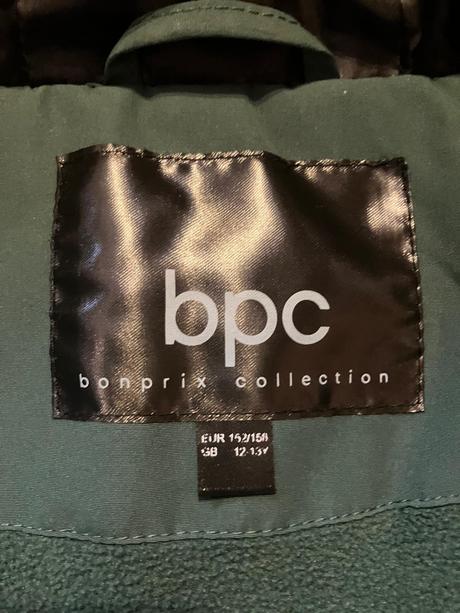 bpc
bonprix collection
EUR 152/158
GB 12-13Y